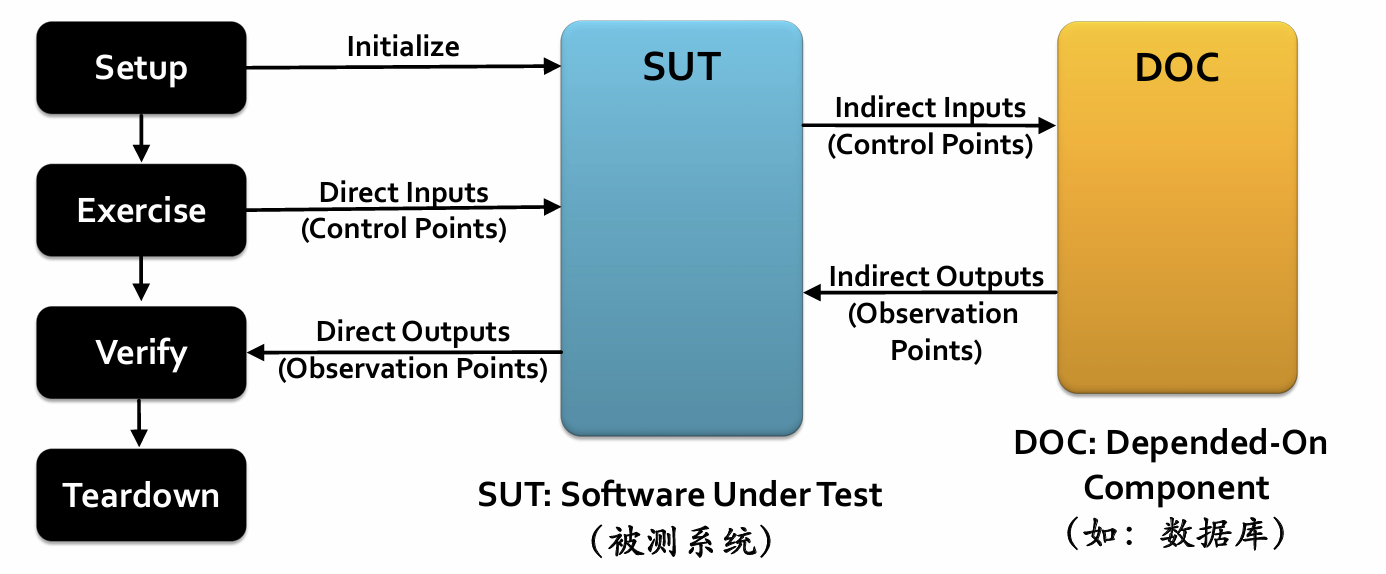 Setup
Initialize
SUT
DOC
Indirect Inputs
(Control Points)
Exercise
Direct Inputs
(Control Points)
Indirect Outputs
(Observation
Points)
Verify
Direct Outputs
(Observation Points)
Teardown
SUT: Software Under Test
（被测系统）
DOC: Depended-On
Component
（如：数据库）